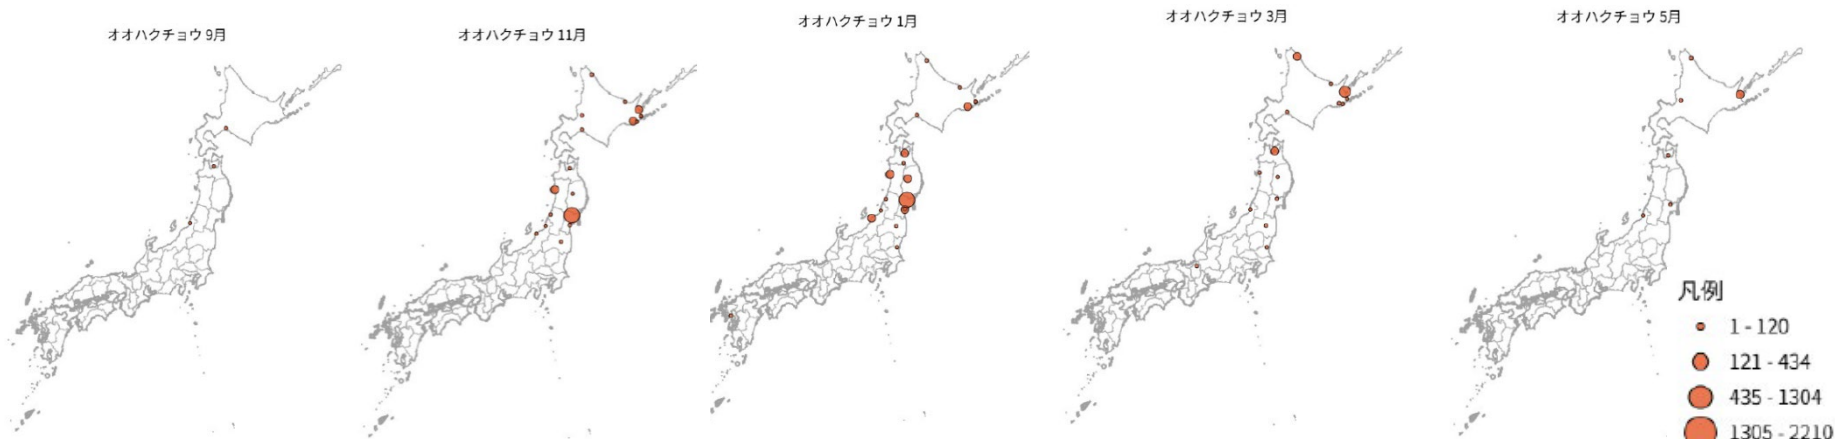 オオハクチョウ 9月
オオハクチョウ 11月
オオハクチョウ 1月
オオハクチョウ 3月
オオハクチョウ 5月
凡例
1 - 120
121 - 434
435 - 1304
1305 - 2210